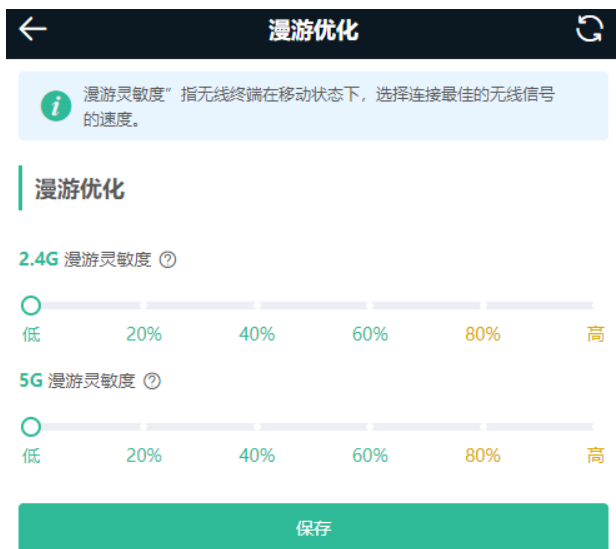 漫游优化
漫游灵敏度”指无线终端在移动状态下，选择连接最佳的无线信号
的速度。
漫游优化
2.4G 漫游灵敏度
低 20% 40% 60% 80% 高
5G 漫游灵敏度
低 20% 40% 60% 80% 高
保存